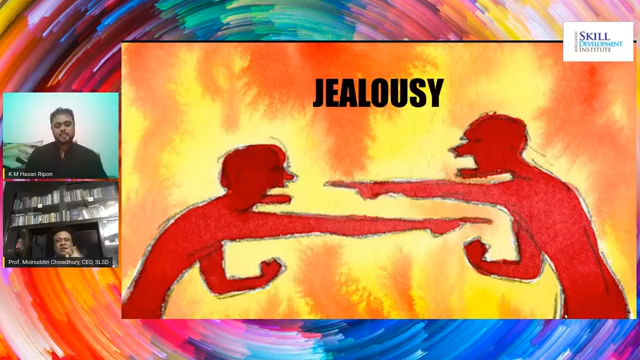 SKILL
DEVELOPMENT
INSTITUTE
JEALOUSY
K M Hasan Ripon
Prof. Moinuddin Chowdhury, CEO, SLSD